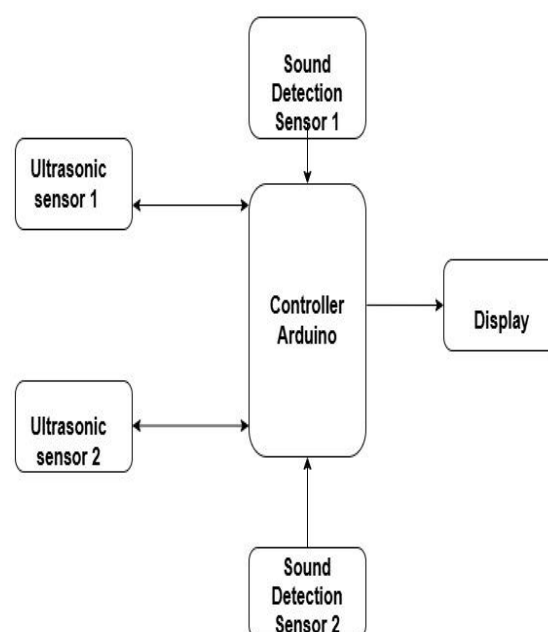 Sound
Detection
Sensor 1
Ultrasonic
sensor 1
Controller
Arduino
Display
Ultrasonic
sensor 2
Sound
Detection
Sensor 2